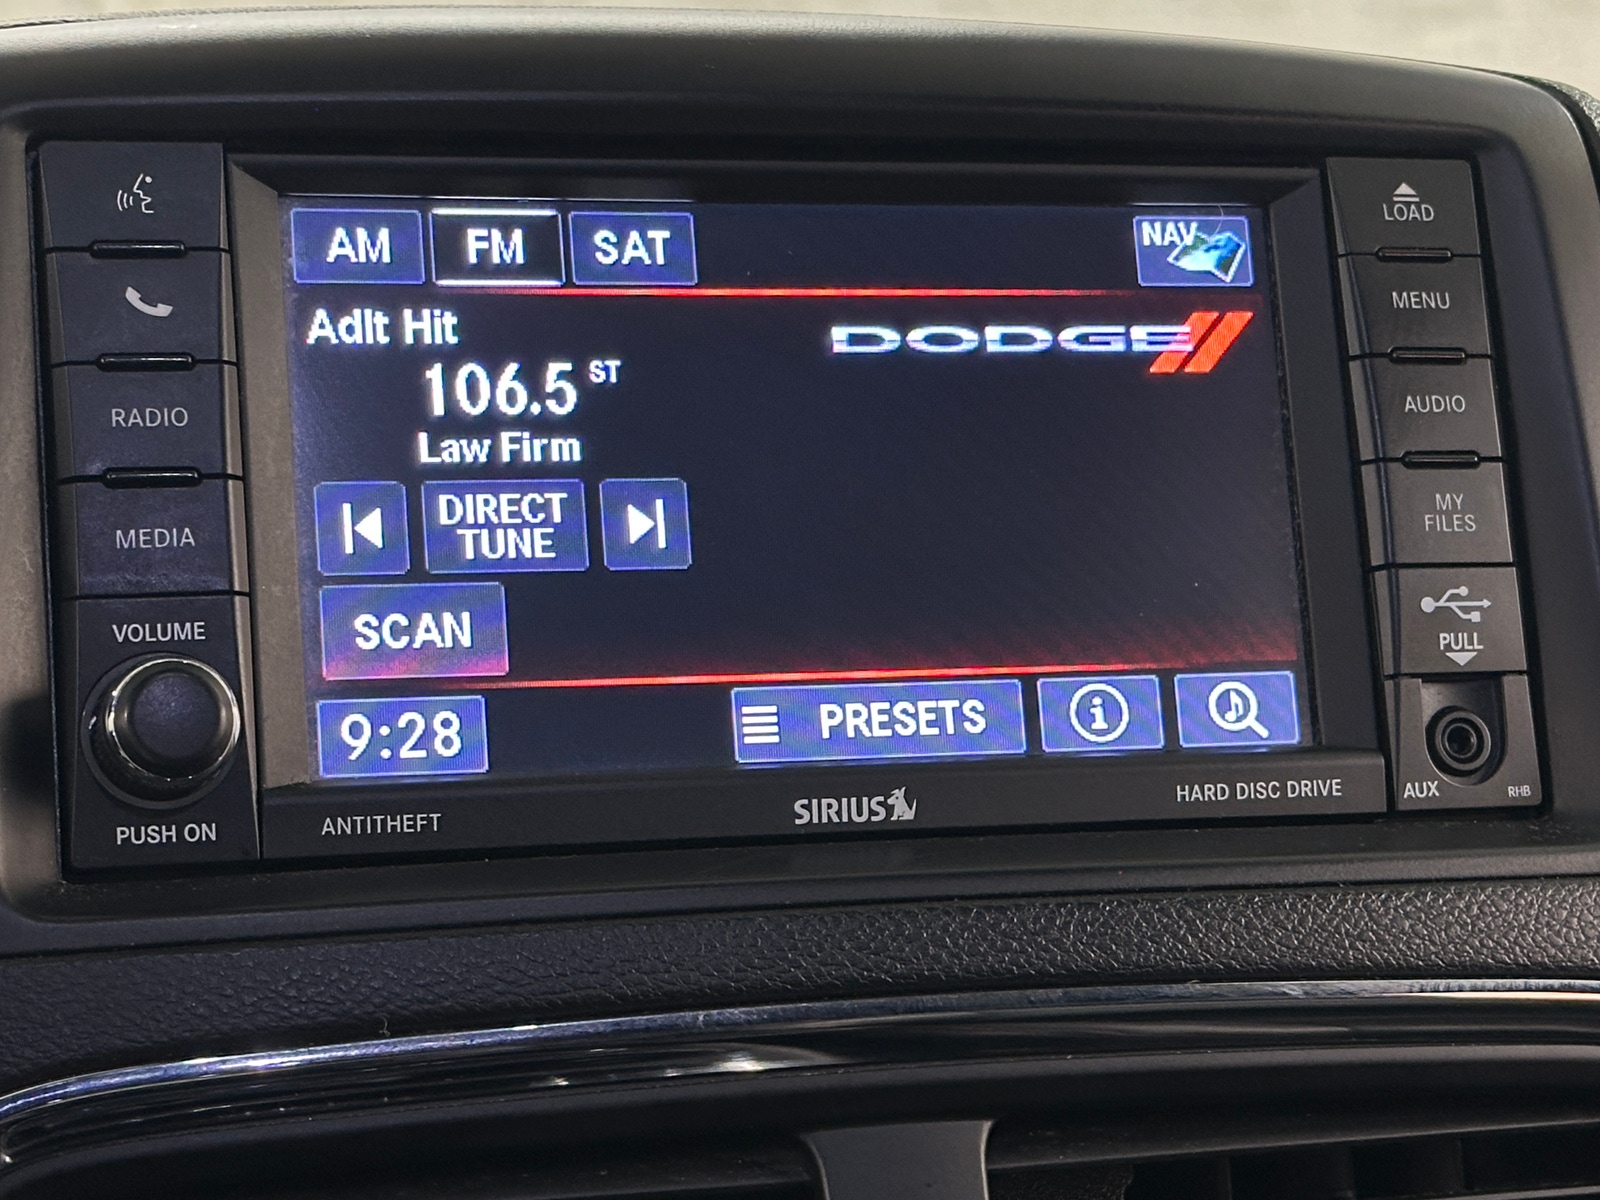 AM FM SAT NAV
Adlt Hit
DODGE
106.5 ST
Law Firm
DIRECT
TUNE
SCAN
9:28 PRESETS i
RADIO
MEDIA
VOLUME
PUSH ON
ANTITHEFT
SIRIUS
HARD DISC DRIVE
LOAD
MENU
AUDIO
MY
FILES
PULL
AUX RHB